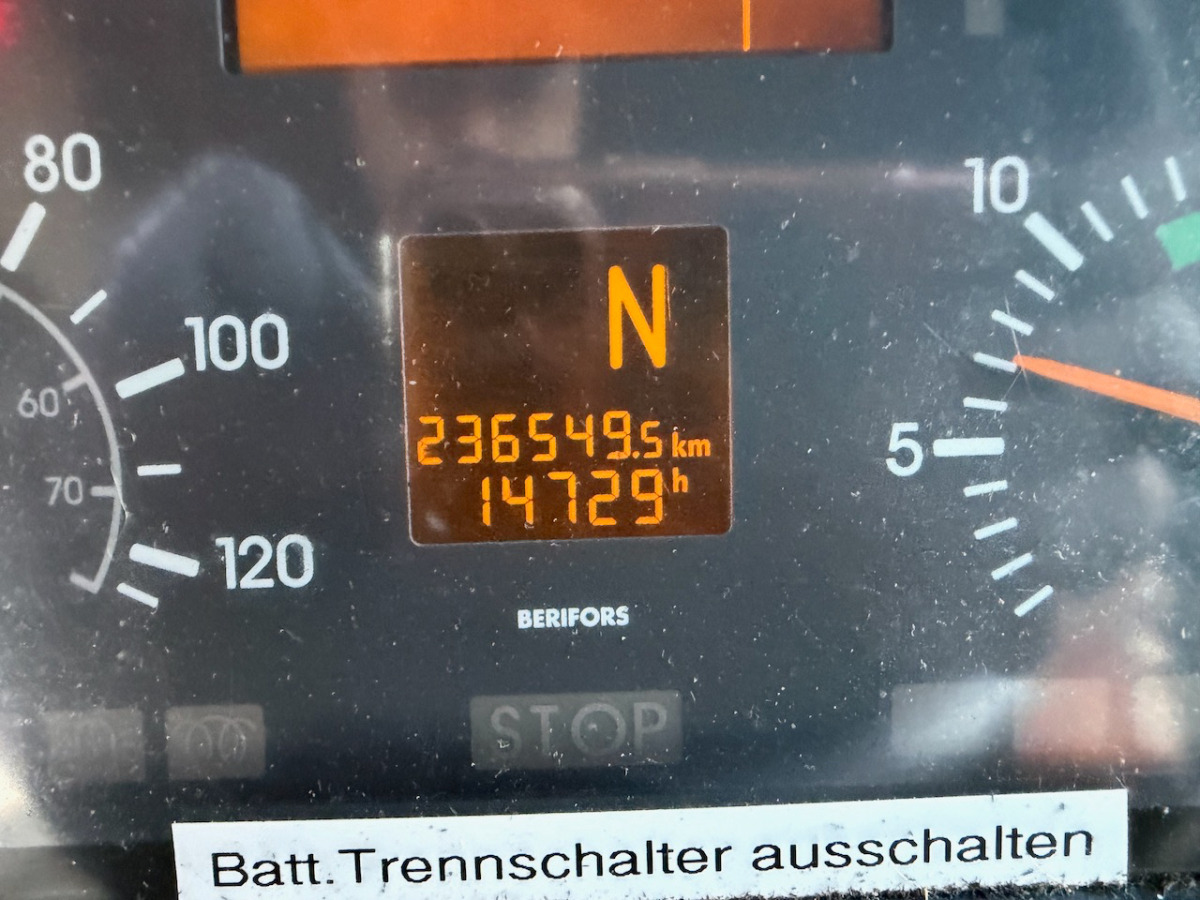 80
10
100
N
60
236549.5 km
5
14729 h
70
120
BERIFORS
STOP
Batt.Trennschalter ausschalten